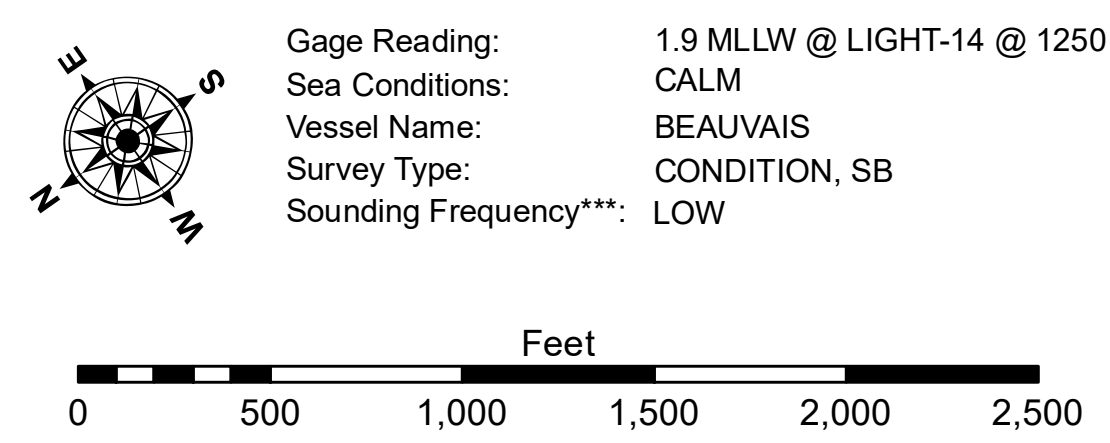 E
S
N
W
Gage Reading: 1.9 MLLW @ LIGHT-14 @ 1250
Sea Conditions: CALM
Vessel Name: BEAUVAIS
Survey Type: CONDITION, SB
Sounding Frequency***: LOW
Feet
0 500 1,000 1,500 2,000 2,500